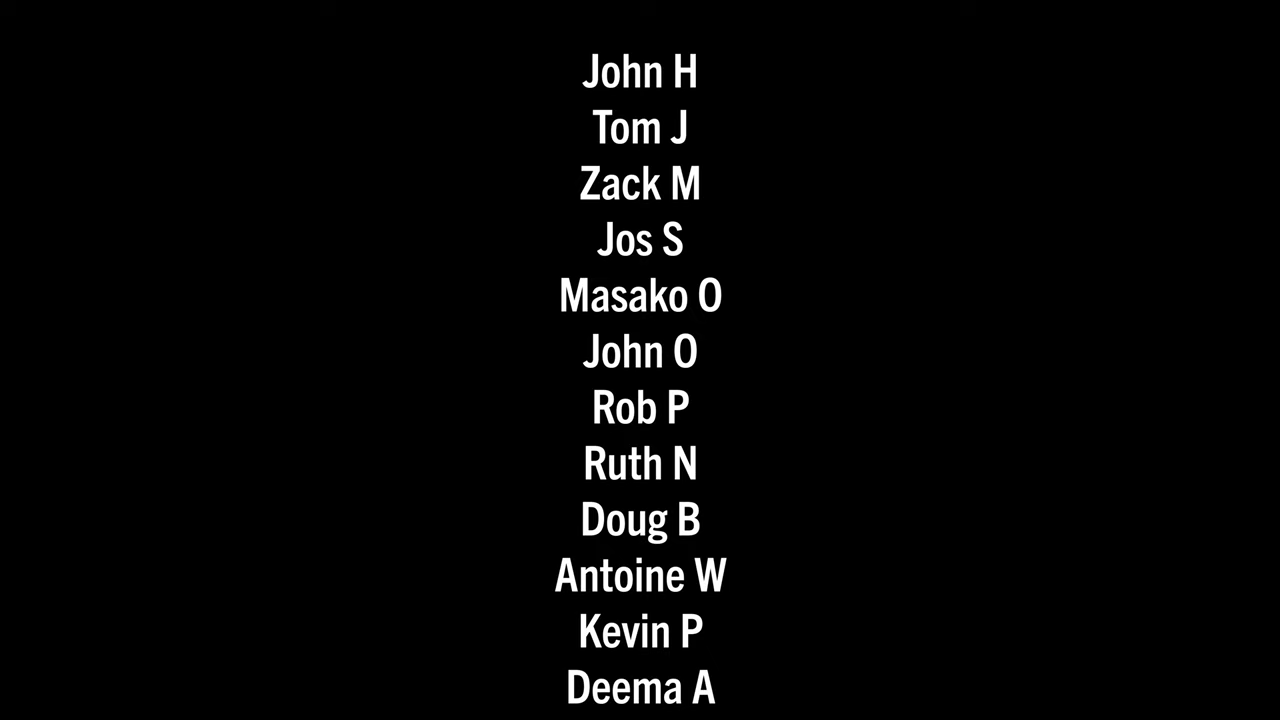 John H
Tom J
Zack M
Jos S
Masako O
John O
Rob P
Ruth N
Doug B
Antoine W
Kevin P
Deema A